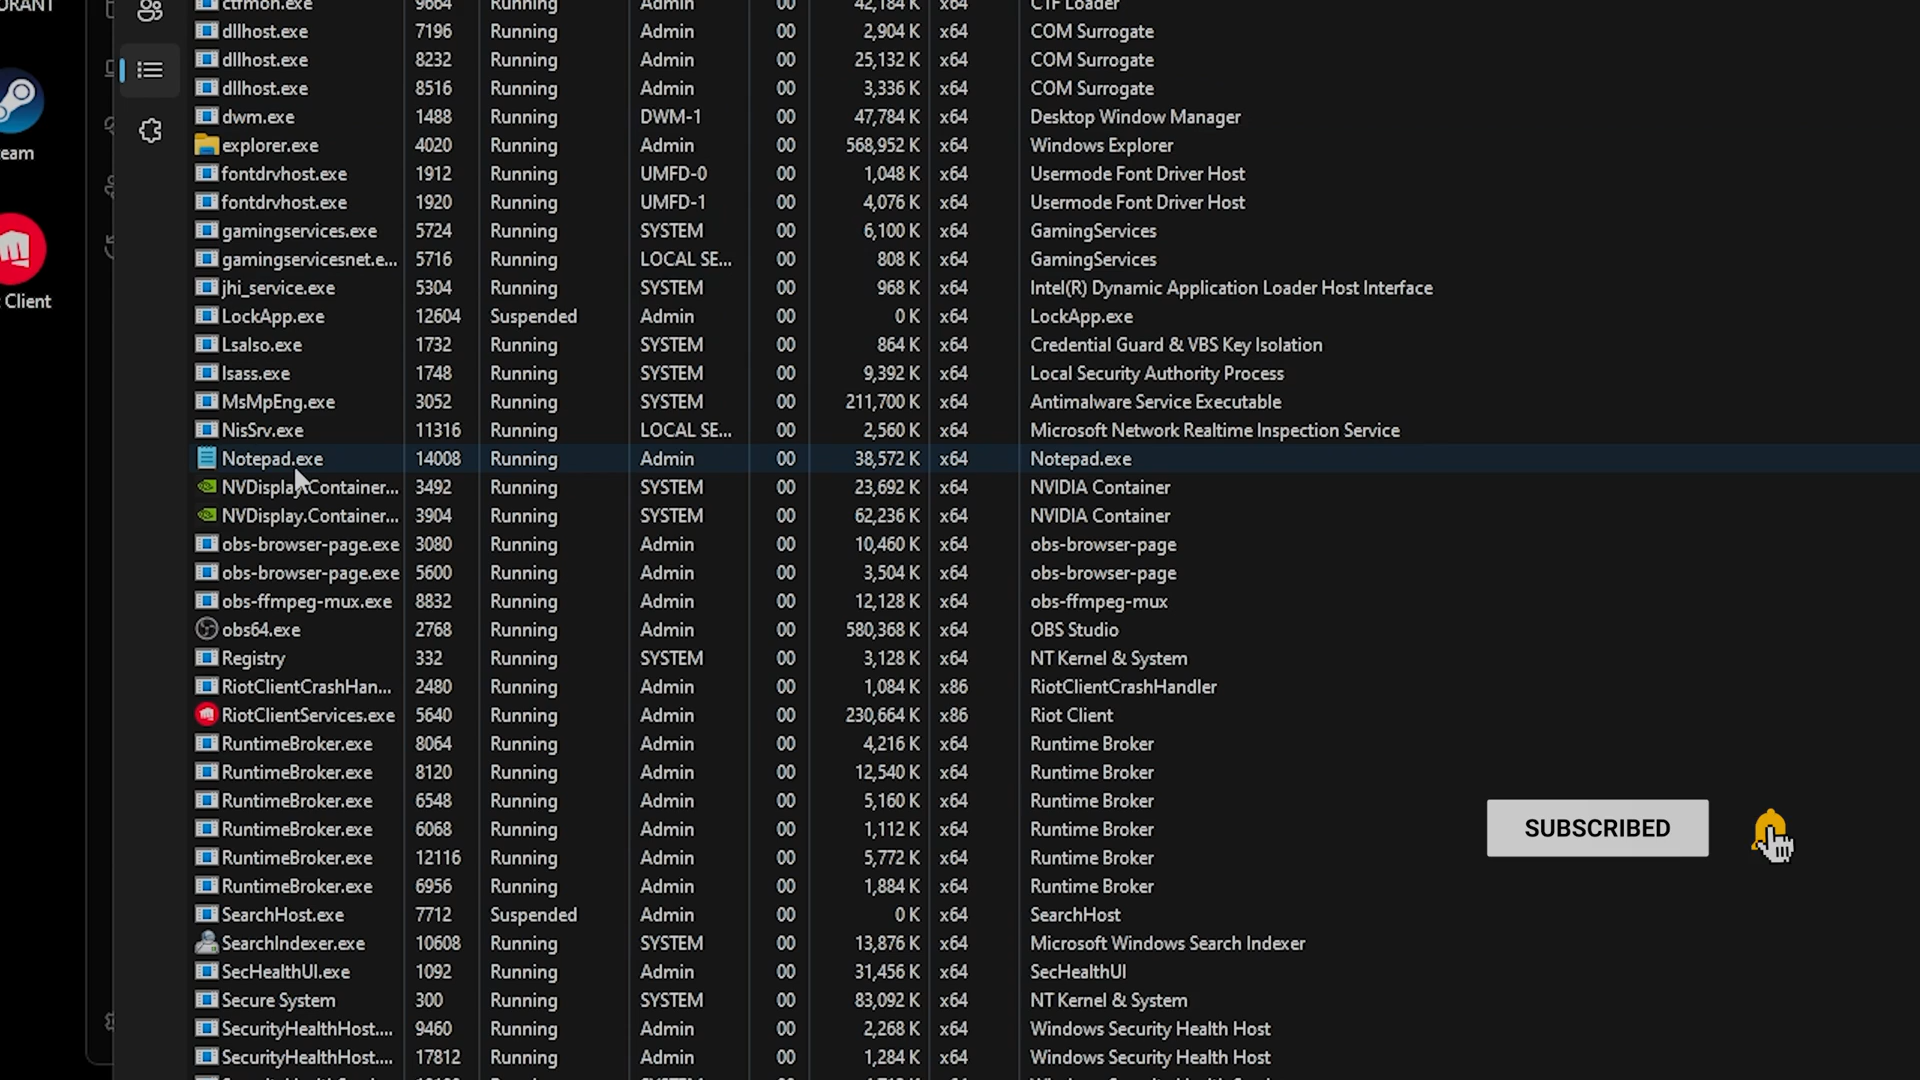 ORANT
eam
Client
ctfmon.exe 9664 Running Admin 00 42,184 K x64 CTF Loader
dllhost.exe 7196 Running Admin 00 2,904 K x64 COM Surrogate
dllhost.exe 8232 Running Admin 00 25,132 K x64 COM Surrogate
dllhost.exe 8516 Running Admin 00 3,336 K x64 COM Surrogate
dwm.exe 1488 Running DWM-1 00 47,784 K x64 Desktop Window Manager
explorer.exe 4020 Running Admin 00 568,952 K x64 Windows Explorer
fontdrvhost.exe 1912 Running UMFD-0 00 1,048 K x64 Usermode Font Driver Host
fontdrvhost.exe 1920 Running UMFD-1 00 4,076 K x64 Usermode Font Driver Host
gamingservices.exe 5724 Running SYSTEM 00 6,100 K x64 GamingServices
gamingservicesnet.e... 5716 Running LOCAL SE... 00 808 K x64 GamingServices
jhi_service.exe 5304 Running SYSTEM 00 968 K x64 Intel(R) Dynamic Application Loader Host Interface
LockApp.exe 12604 Suspended Admin 00 0 K x64 LockApp.exe
LsaIso.exe 1732 Running SYSTEM 00 864 K x64 Credential Guard & VBS Key Isolation
lsass.exe 1748 Running SYSTEM 00 9,392 K x64 Local Security Authority Process
MsMpEng.exe 3052 Running SYSTEM 00 211,700 K x64 Antimalware Service Executable
NisSrv.exe 11316 Running LOCAL SE... 00 2,560 K x64 Microsoft Network Realtime Inspection Service
Notepad.exe 14008 Running Admin 00 38,572 K x64 Notepad.exe
NVDisplay.Container... 3492 Running SYSTEM 00 23,692 K x64 NVIDIA Container
NVDisplay.Container... 3904 Running SYSTEM 00 62,236 K x64 NVIDIA Container
obs-browser-page.exe 3080 Running Admin 00 10,460 K x64 obs-browser-page
obs-browser-page.exe 5600 Running Admin 00 3,504 K x64 obs-browser-page
obs-ffmpeg-mux.exe 8832 Running Admin 00 12,128 K x64 obs-ffmpeg-mux
obs64.exe 2768 Running Admin 00 580,368 K x64 OBS Studio
Registry 332 Running SYSTEM 00 3,128 K x64 NT Kernel & System
RiotClientCrashHan... 2480 Running Admin 00 1,084 K x86 RiotClientCrashHandler
RiotClientServices.exe 5640 Running Admin 00 230,664 K x86 Riot Client
RuntimeBroker.exe 8064 Running Admin 00 4,216 K x64 Runtime Broker
RuntimeBroker.exe 8120 Running Admin 00 12,540 K x64 Runtime Broker
RuntimeBroker.exe 6548 Running Admin 00 5,160 K x64 Runtime Broker
RuntimeBroker.exe 6068 Running Admin 00 1,112 K x64 Runtime Broker
RuntimeBroker.exe 12116 Running Admin 00 5,772 K x64 Runtime Broker
RuntimeBroker.exe 6956 Running Admin 00 1,884 K x64 Runtime Broker
SearchHost.exe 7712 Suspended Admin 00 0 K x64 SearchHost
SearchIndexer.exe 10608 Running SYSTEM 00 13,876 K x64 Microsoft Windows Search Indexer
SecHealthUI.exe 1092 Running Admin 00 31,456 K x64 SecHealthUI
Secure System 300 Running SYSTEM 00 83,092 K x64 NT Kernel & System
SecurityHealthHost.... 9460 Running Admin 00 2,268 K x64 Windows Security Health Host
SecurityHealthHost.... 17812 Running Admin 00 1,284 K x64 Windows Security Health Host
SUBSCRIBED